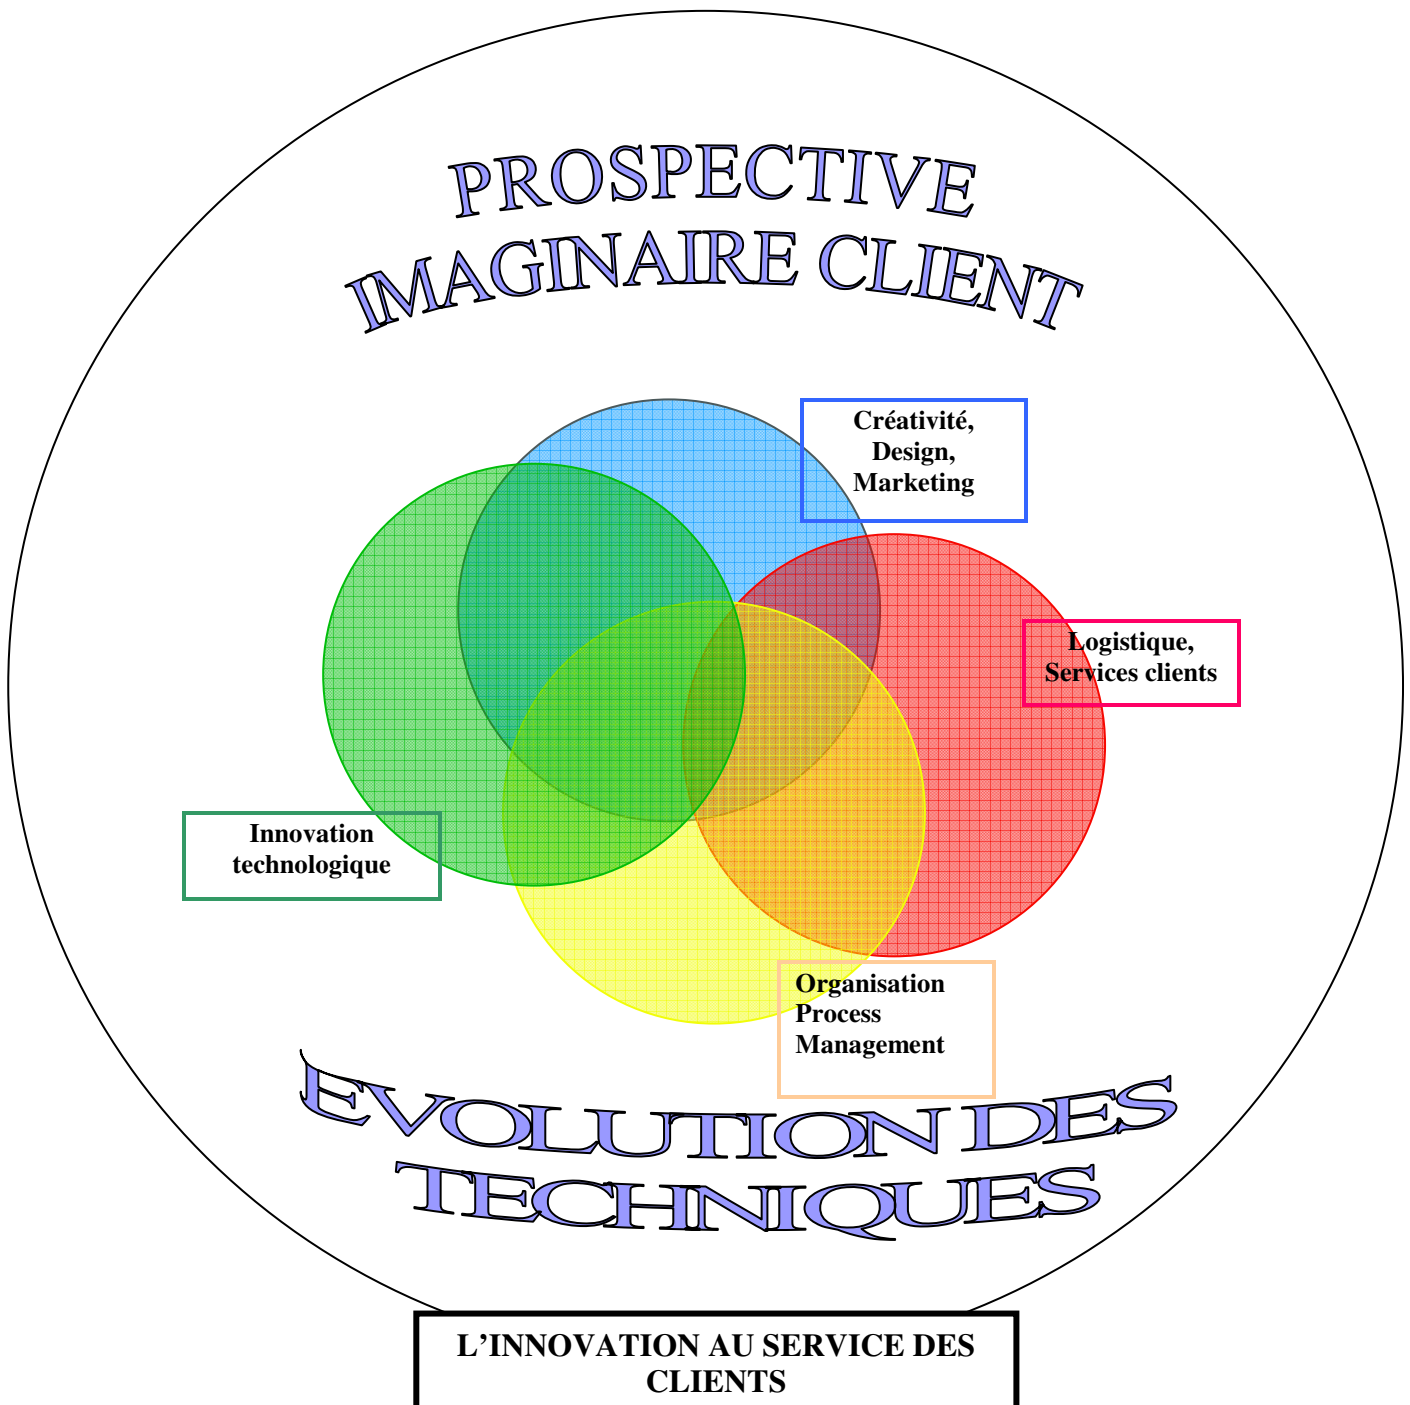 PROSPECTIVE
IMAGINAIRE CLIENT
Créativité,
Design,
Marketing
Logistique,
Services clients
Innovation
technologique
Organisation
Process
Management
EVOLUTION DES
TECHNIQUES
L’INNOVATION AU SERVICE DES
CLIENTS